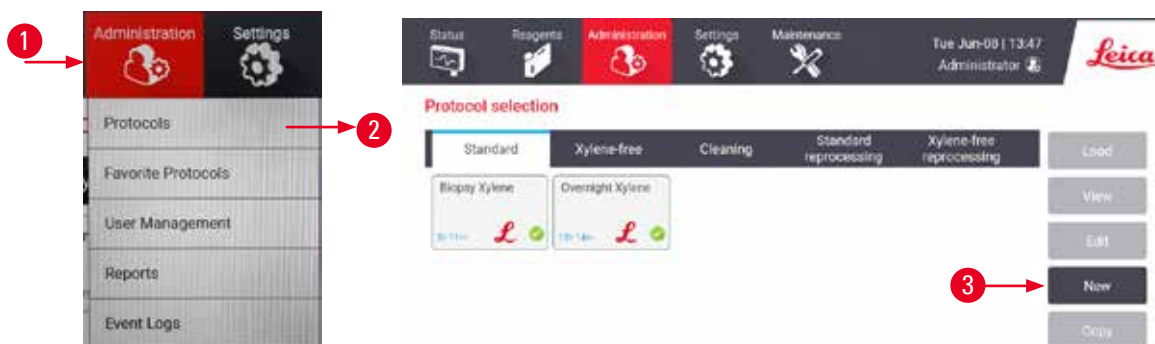 1
Administration Settings
Protocols
2
Favorite Protocols
User Management
Reports
Event Logs
Status Reagents Administration Settings Maintenance
Tue Jun-08 | 13:47
Administrator
Leica
Protocol selection
Standard Xylene-free Cleaning Standard reprocessing Xylene-free reprocessing
Biopsy Xylene Overnight Xylene
Load
View
Edit
3
New
Copy